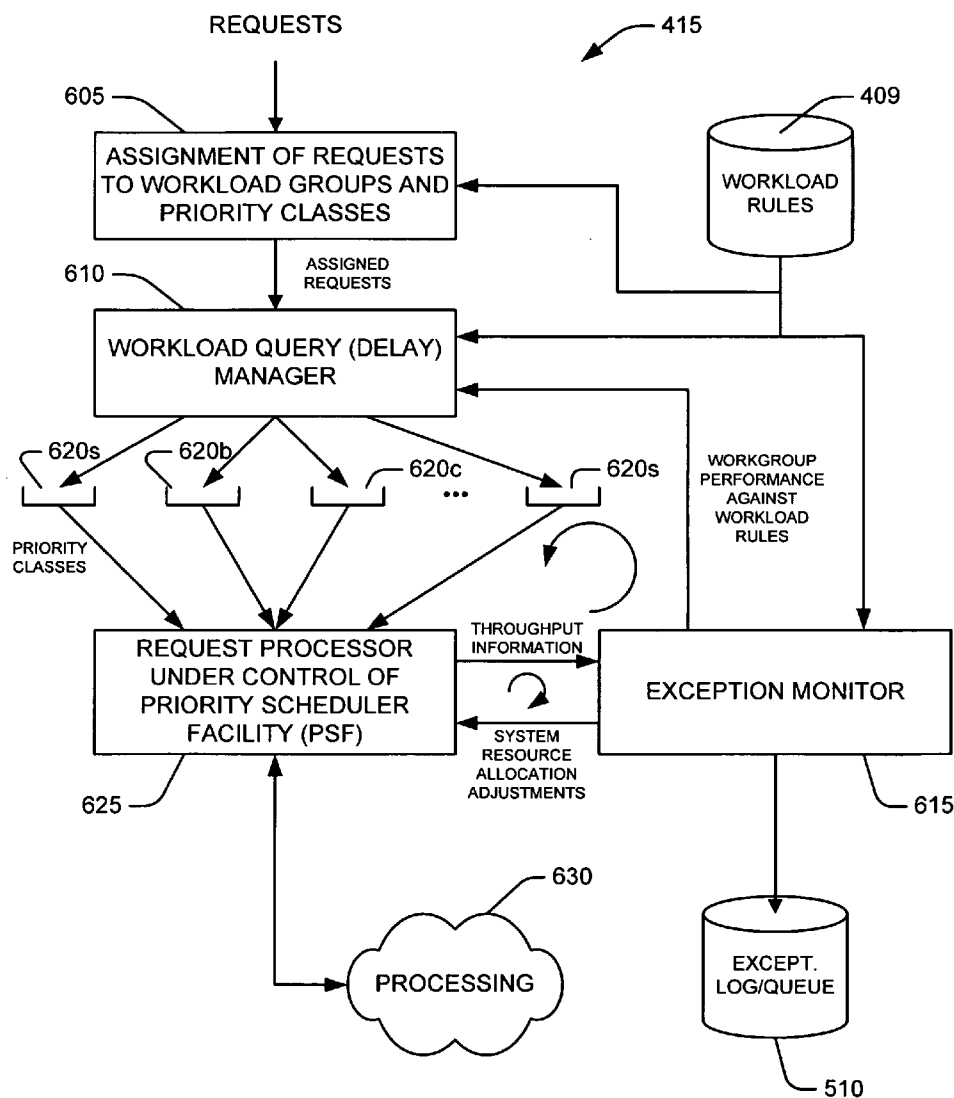 REQUESTS
415
605
409
ASSIGNMENT OF REQUESTS
TO WORKLOAD GROUPS AND
PRIORITY CLASSES
WORKLOAD
RULES
610
ASSIGNED
REQUESTS
WORKLOAD QUERY (DELAY)
MANAGER
620s
620b
620c
...
620s
WORKGROUP
PERFORMANCE
AGAINST
WORKLOAD
RULES
PRIORITY
CLASSES
REQUEST PROCESSOR
UNDER CONTROL OF
PRIORITY SCHEDULER
FACILITY (PSF)
THROUGHPUT
INFORMATION
EXCEPTION MONITOR
SYSTEM
RESOURCE
ALLOCATION
ADJUSTMENTS
625
615
630
PROCESSING
EXCEPT.
LOG/QUEUE
510